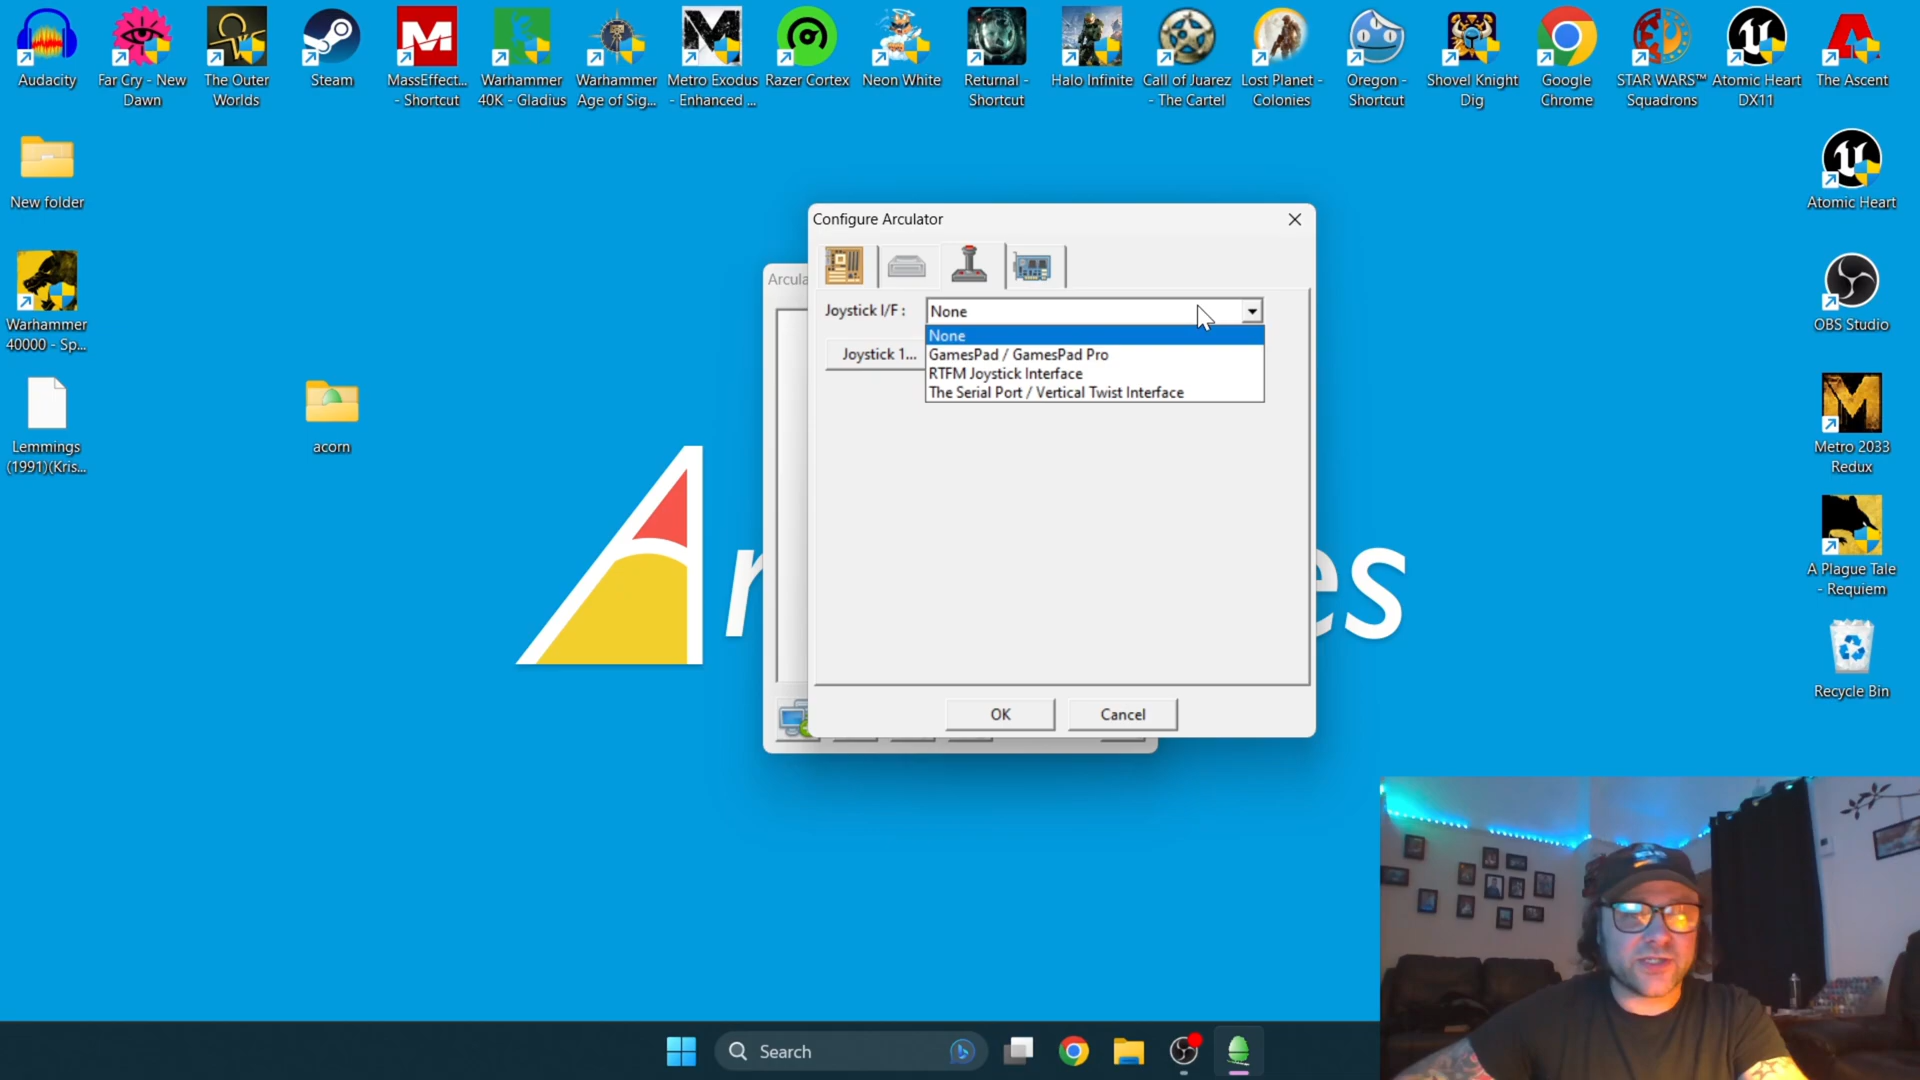 Audacity
Far Cry - New
Dawn
The Outer
Worlds
Steam
MassEffect...
- Shortcut
Warhammer
40K - Gladius
Warhammer
Age of Sig...
Metro Exodus
- Enhanced ...
Razer Cortex
Neon White
Returnal -
Shortcut
Halo Infinite
Call of Juarez
- The Cartel
Lost Planet -
Colonies
Oregon -
Shortcut
Shovel Knight
Dig
Google
Chrome
STAR WARS™
Squadrons
Atomic Heart
DX11
The Ascent
New folder
Atomic Heart
Warhammer
40000 - Sp...
OBS Studio
Lemmings
(1991)(Kris...
acorn
Metro 2033
Redux
A Plague Tale
- Requiem
Recycle Bin
Arcula
Configure Arculator
Joystick I/F :
None
None
GamesPad / GamesPad Pro
RTFM Joystick Interface
The Serial Port / Vertical Twist Interface
Joystick 1...
OK
Cancel
Search